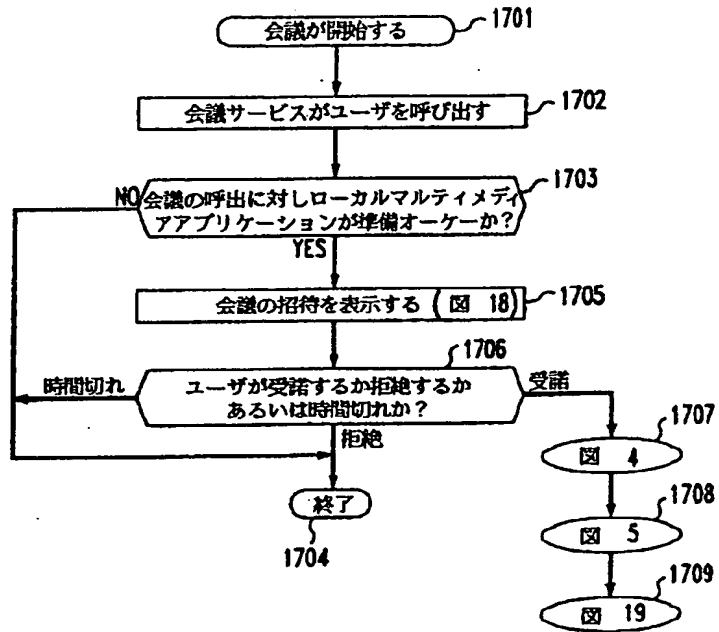 会議が開始する
1701
会議サービスがユーザを呼び出す
1702
1703
NO
会議の呼出に対しローカルマルチメディ
アアプリケーションが準備オーケーか？
YES
会議の招待を表示する (図 18)
1705
1706
時間切れ
ユーザが受諾するか拒絶するか
あるいは時間切れか？
受諾
拒絶
1707
図 4
終了
1704
1708
図 5
1709
図 19